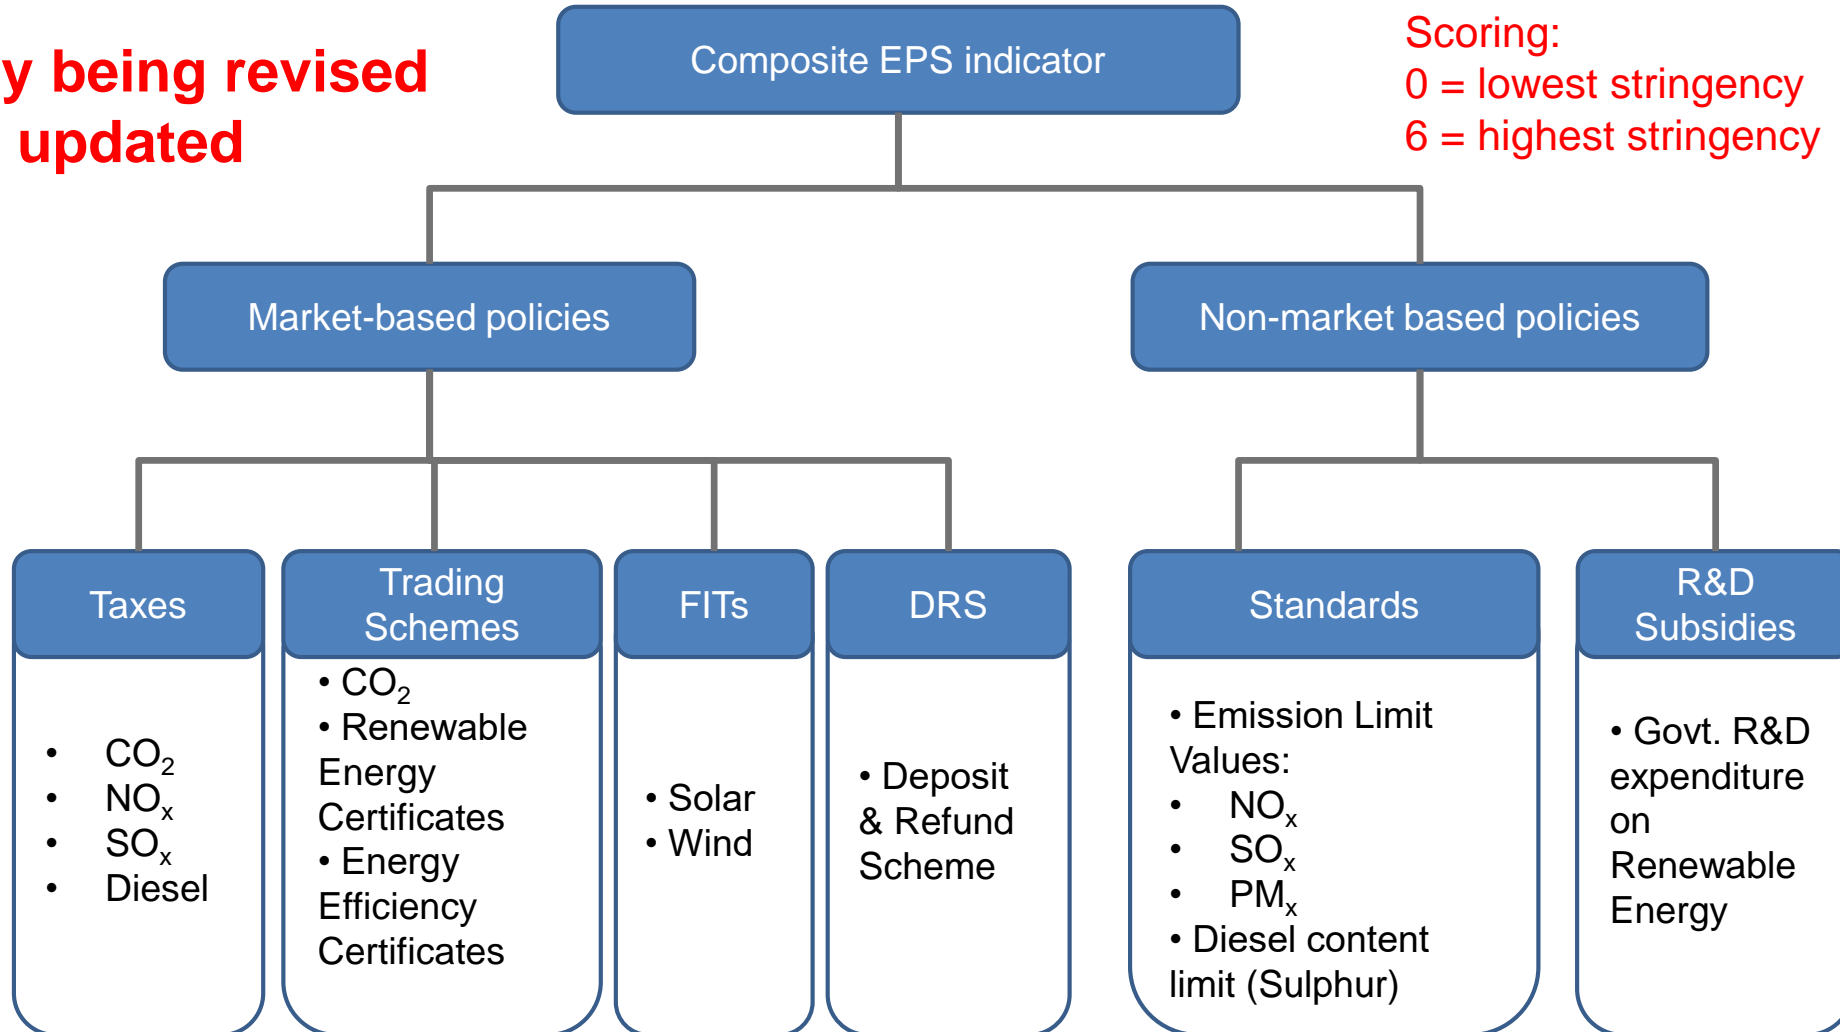 y being revised
updated
Composite EPS indicator
Scoring:
0 = lowest stringency
6 = highest stringency
Market-based policies
Non-market based policies
Taxes
• CO₂
• NOₓ
• SOₓ
• Diesel
Trading
Schemes
• CO₂
• Renewable
Energy
Certificates
• Energy
Efficiency
Certificates
FITs
• Solar
• Wind
DRS
• Deposit
& Refund
Scheme
Standards
• Emission Limit
Values:
• NOₓ
• SOₓ
• PMₓ
• Diesel content
limit (Sulphur)
R&D
Subsidies
• Govt. R&D
expenditure
on
Renewable
Energy